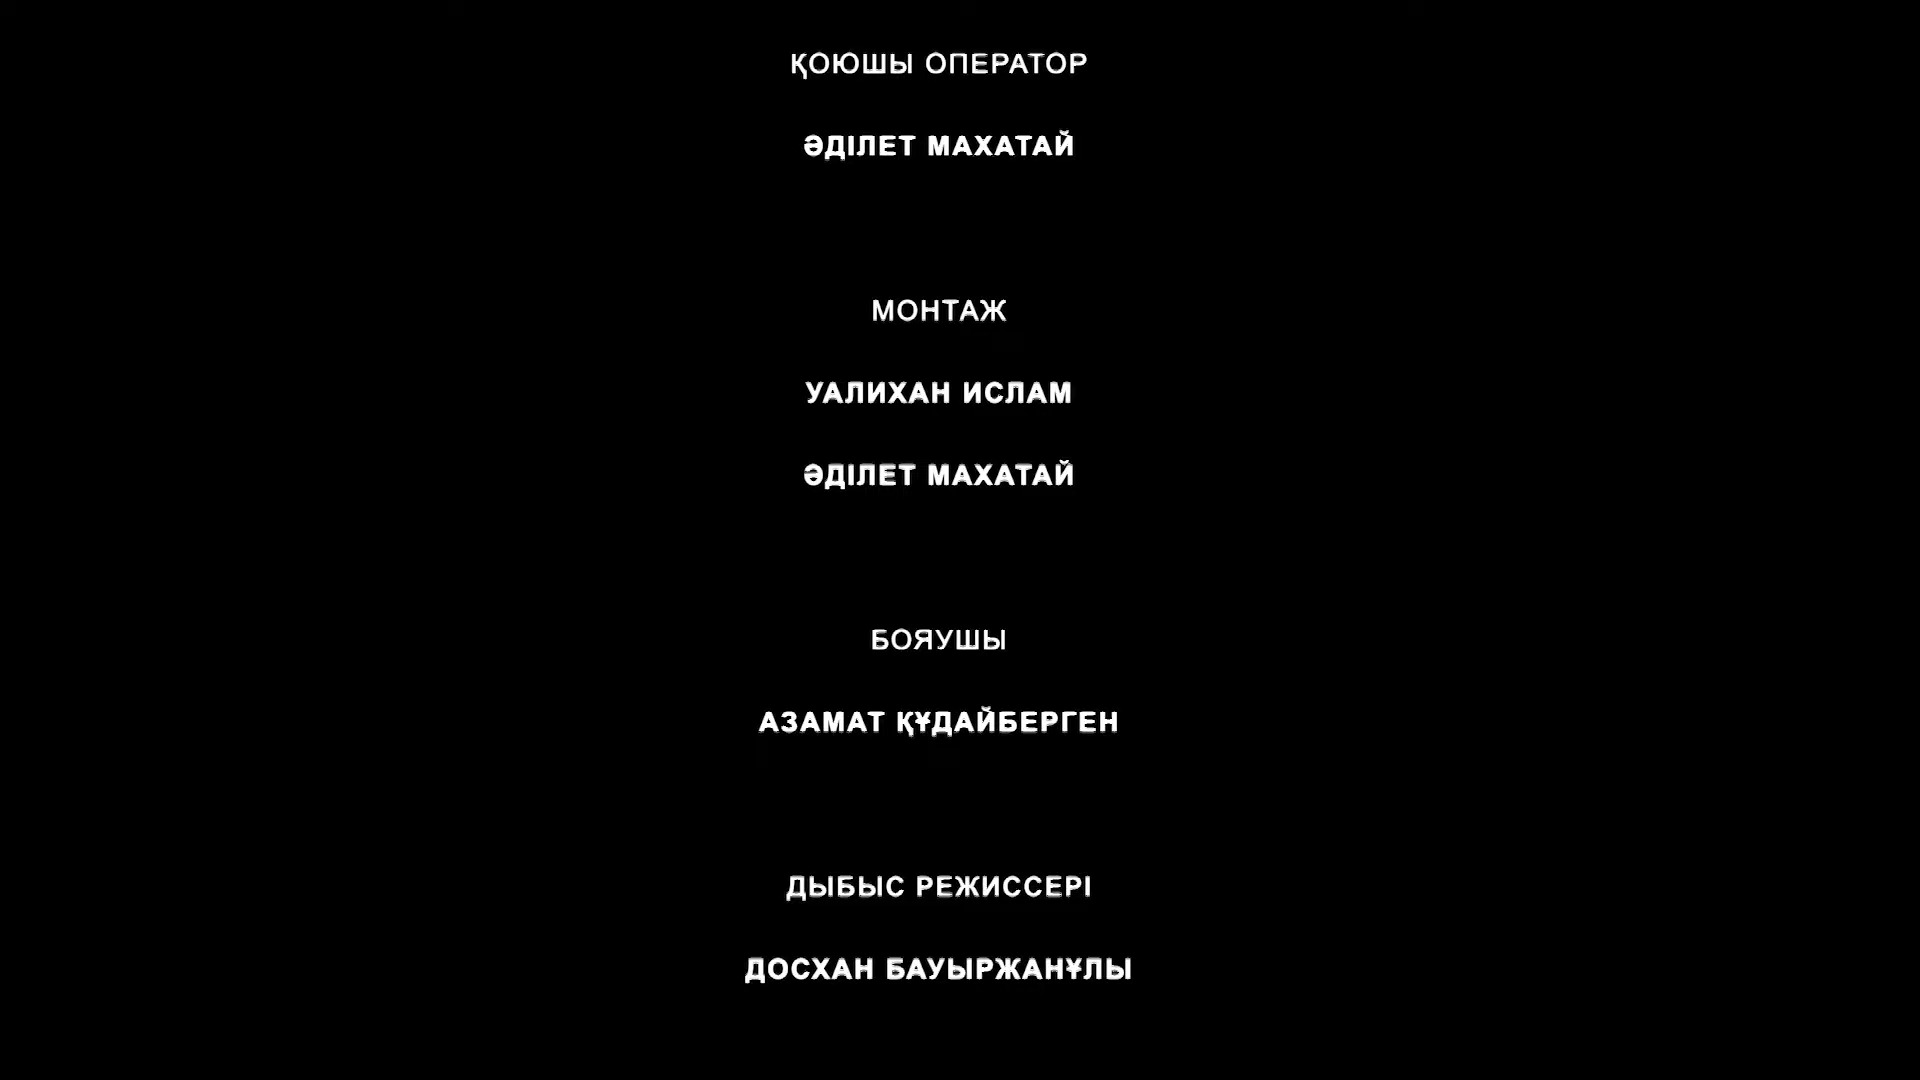 ҚОЮШЫ ОПЕРАТОР
ӘДІЛЕТ МАХАТАЙ
МОНТАЖ
УАЛИХАН ИСЛАМ
ӘДІЛЕТ МАХАТАЙ
БОЯУШЫ
АЗАМАТ ҚҰДАЙБЕРГЕН
ДЫБЫС РЕЖИССЕРІ
ДОСХАН БАУЫРЖАНҰЛЫ